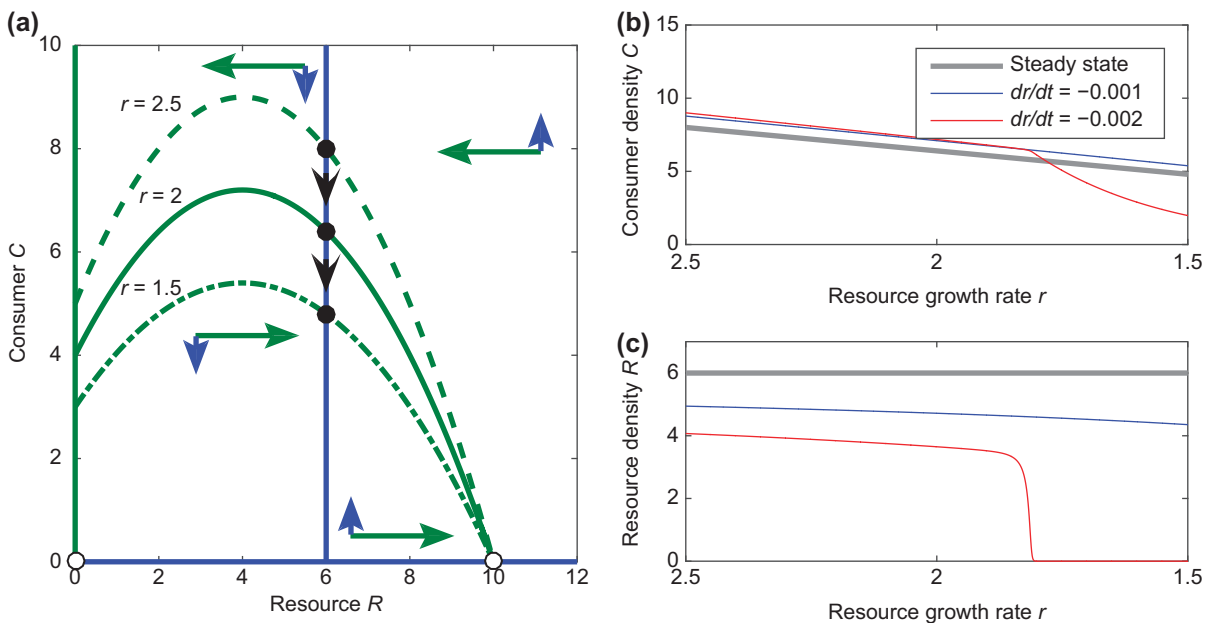 (a)
10
8
6
4
2
0
Consumer C
r = 2.5
r = 2
r = 1.5
0 2 4 6 8 10 12
Resource R
(b)
15
10
5
0
Consumer density C
Steady state
dr/dt = −0.001
dr/dt = −0.002
2.5 2 1.5
Resource growth rate r
(c)
6
4
2
0
Resource density R
2.5 2 1.5
Resource growth rate r